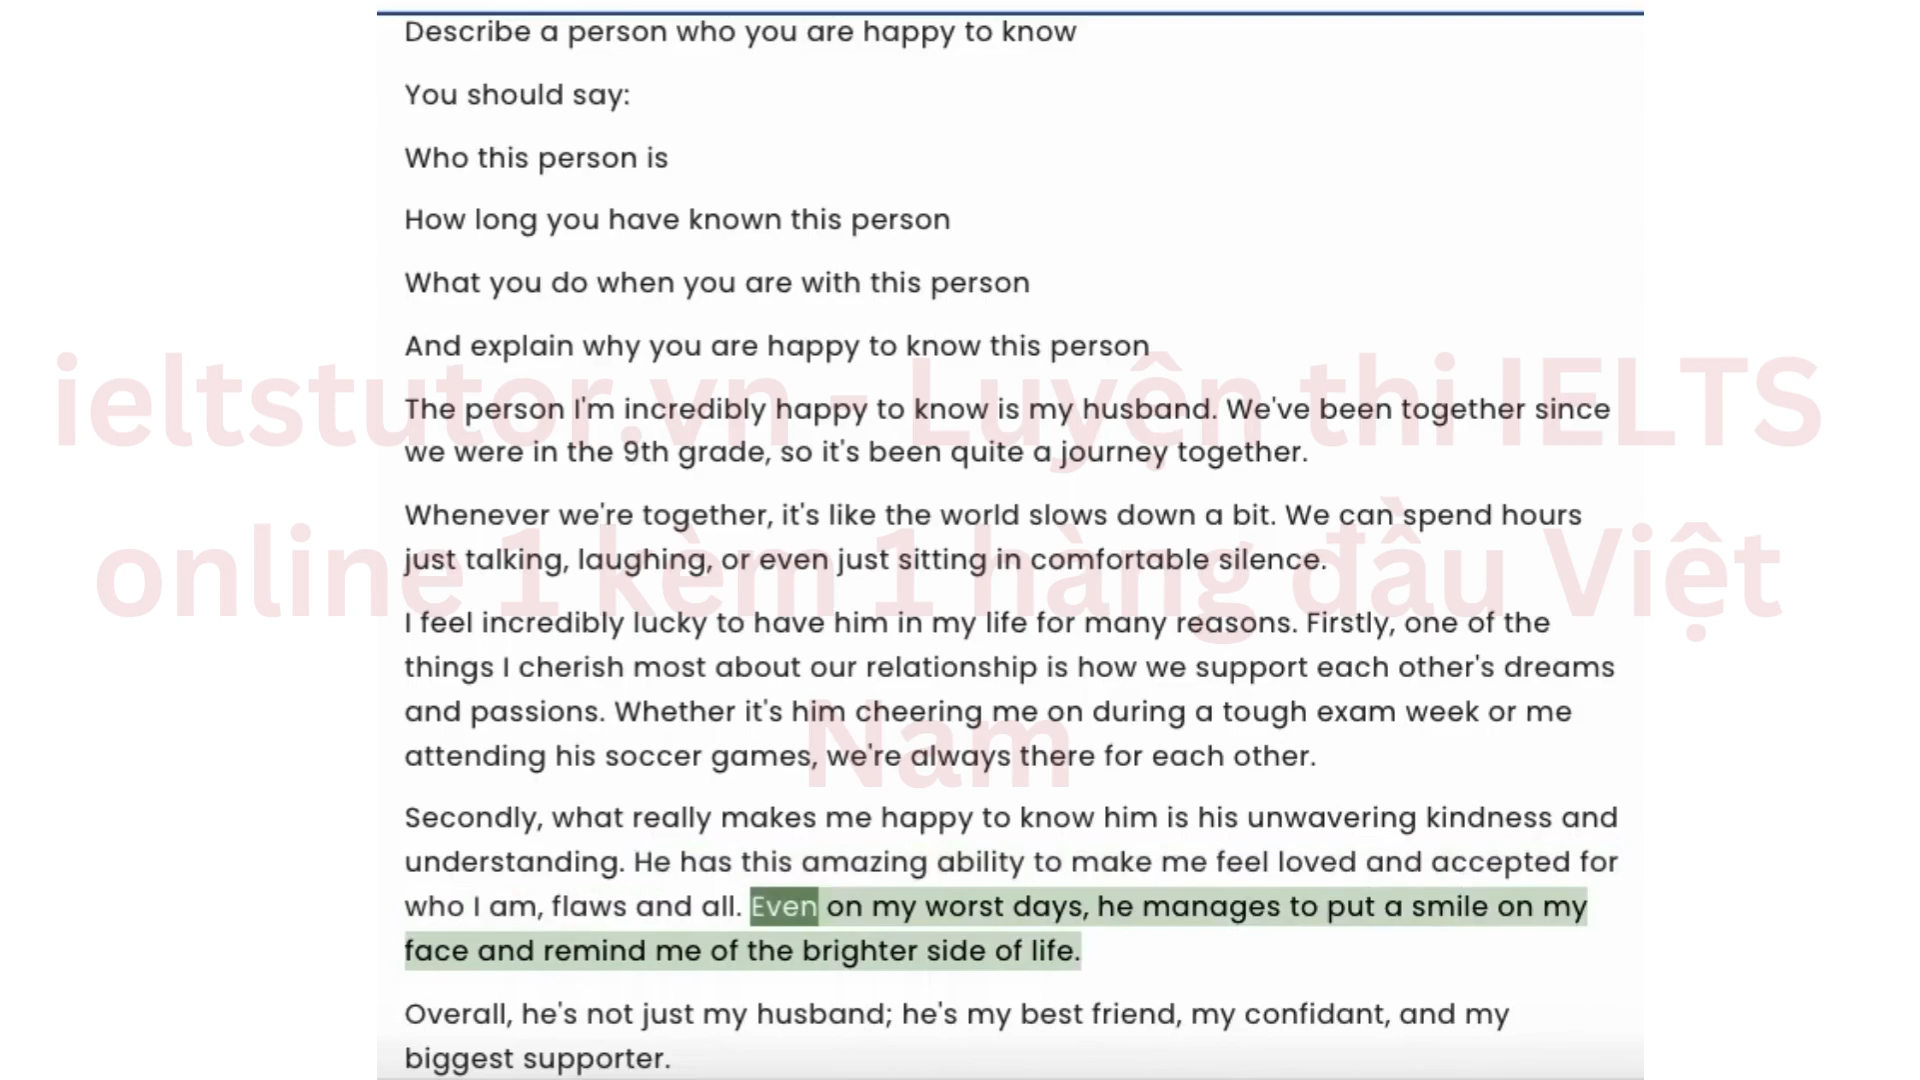 Describe a person who you are happy to know
You should say:
Who this person is
How long you have known this person
What you do when you are with this person
And explain why you are happy to know this person
The person I'm incredibly happy to know is my husband. We've been together since
we were in the 9th grade, so it's been quite a journey together.
Whenever we're together, it's like the world slows down a bit. We can spend hours
just talking, laughing, or even just sitting in comfortable silence.
I feel incredibly lucky to have him in my life for many reasons. Firstly, one of the
things I cherish most about our relationship is how we support each other's dreams
and passions. Whether it's him cheering me on during a tough exam week or me
attending his soccer games, we're always there for each other.
Secondly, what really makes me happy to know him is his unwavering kindness and
understanding. He has this amazing ability to make me feel loved and accepted for
who I am, flaws and all. Even on my worst days, he manages to put a smile on my
face and remind me of the brighter side of life.
Overall, he's not just my husband; he's my best friend, my confidant, and my
biggest supporter.
ieltstutor.vn - Luyện thi IELTS
online 1 kèm 1 hàng đầu Việt
Nam